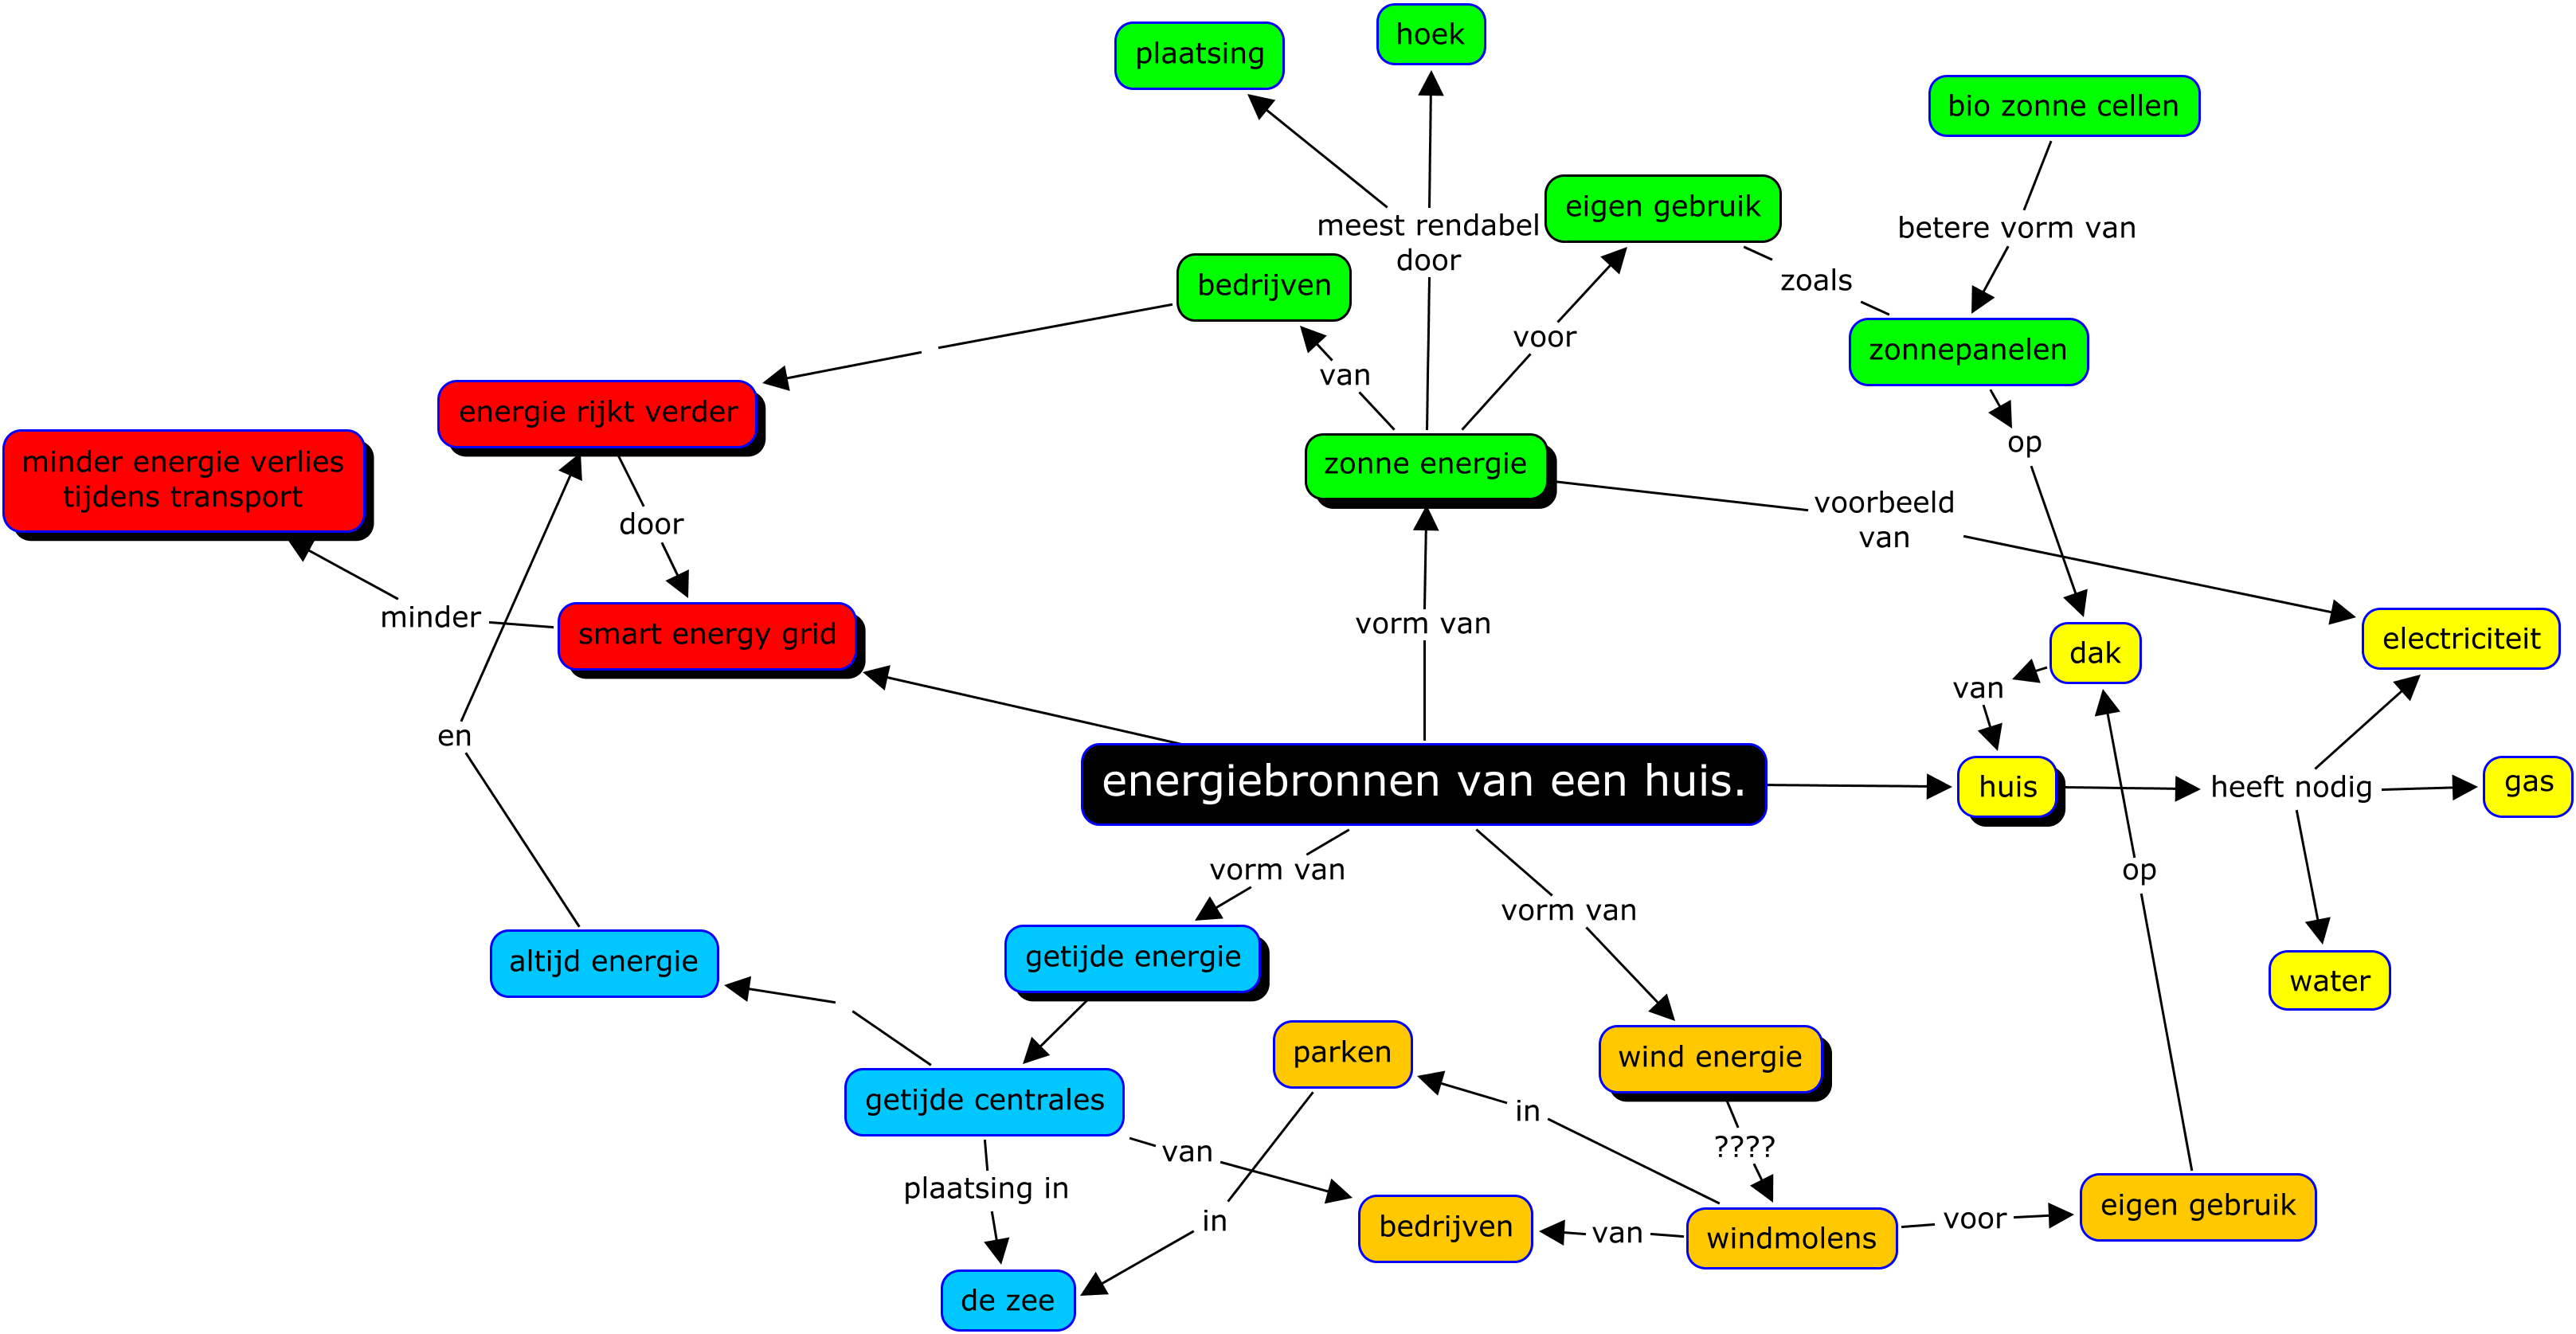 hoek
plaatsing
bio zonne cellen
eigen gebruik
meest rendabel
door
betere vorm van
bedrijven
zoals
voor
zonnepanelen
van
energie rijkt verder
op
minder energie verlies
tijdens transport
zonne energie
voorbeeld
van
door
minder
smart energy grid
vorm van
electriciteit
dak
van
en
energiebronnen van een huis.
huis
heeft nodig
gas
vorm van
op
vorm van
altijd energie
getijde energie
water
parken
wind energie
getijde centrales
in
????
van
plaatsing in
eigen gebruik
in
bedrijven
van
windmolens
voor
de zee